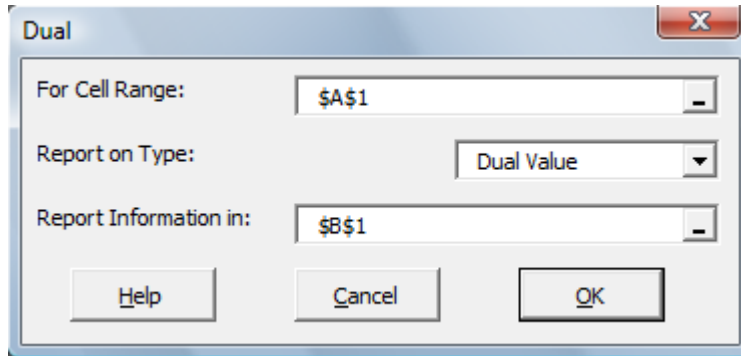 Dual
For Cell Range: $A$1
Report on Type: Dual Value
Report Information in: $B$1
Help Cancel OK